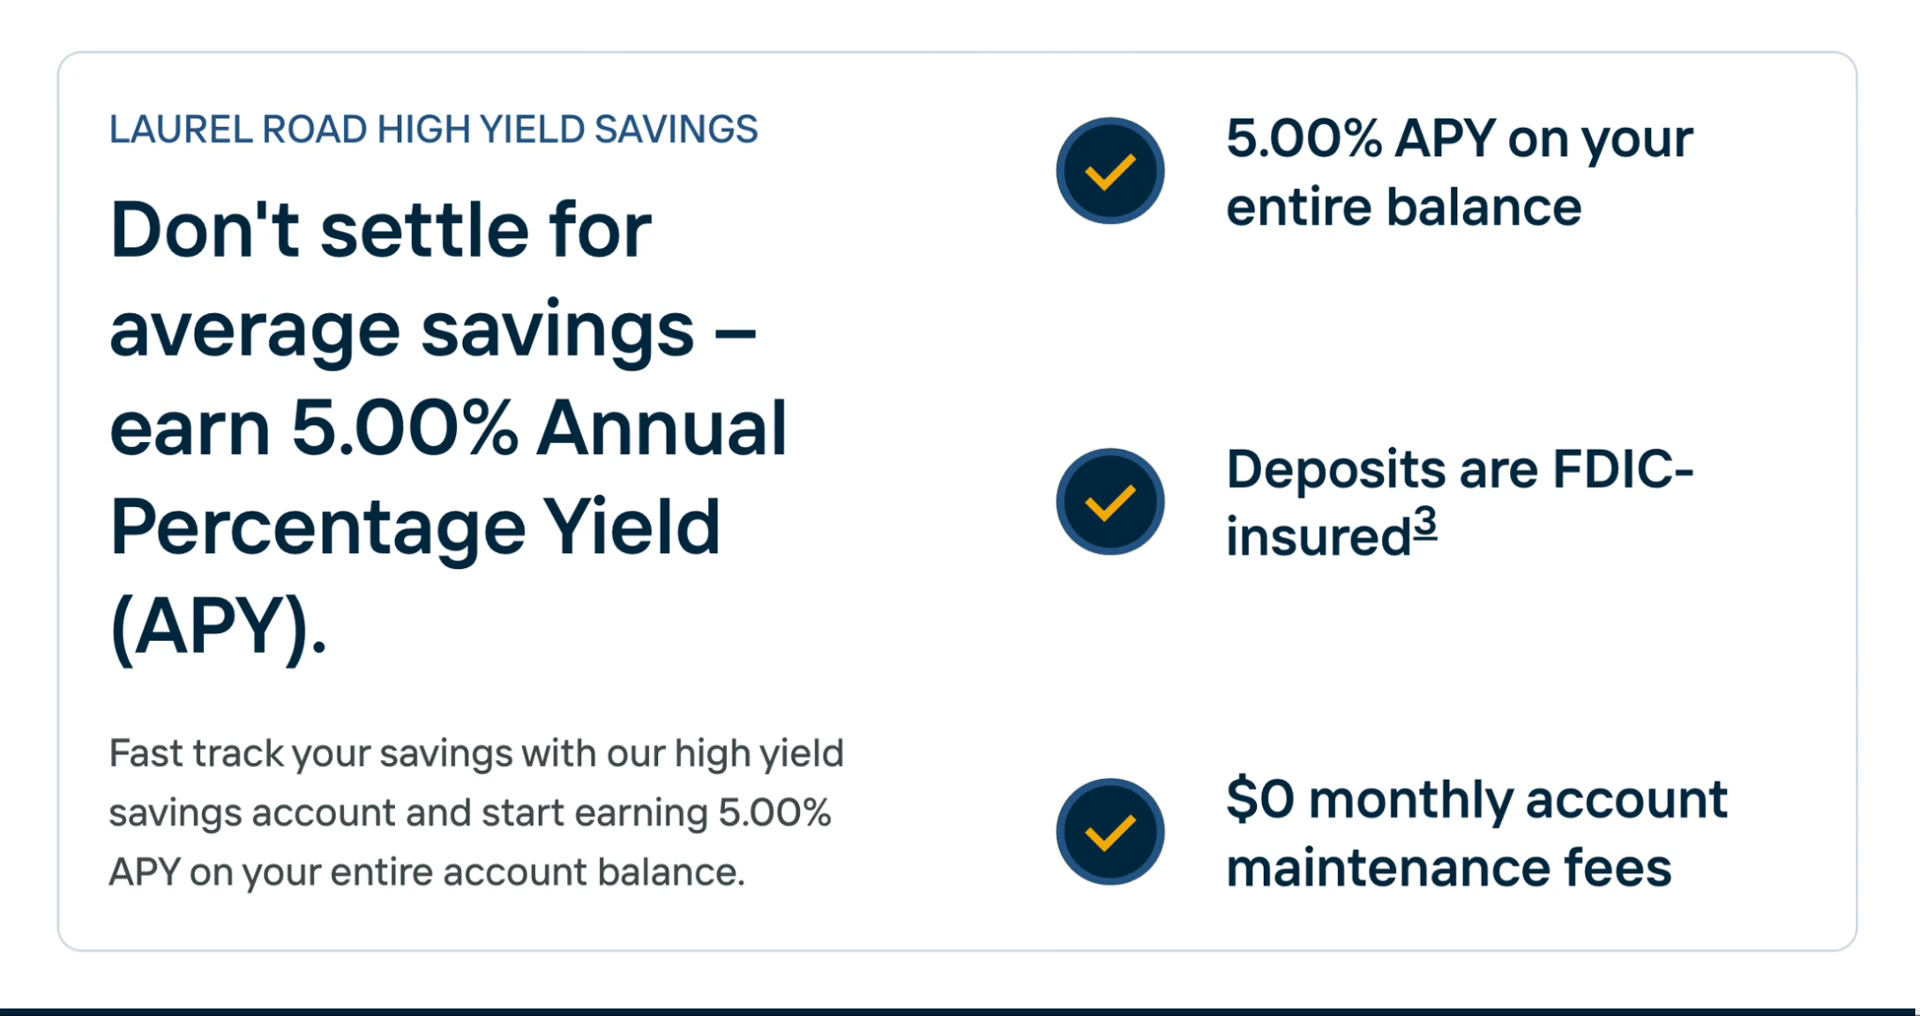 LAUREL ROAD HIGH YIELD SAVINGS
Don't settle for
average savings –
earn 5.00% Annual
Percentage Yield
(APY).
Fast track your savings with our high yield
savings account and start earning 5.00%
APY on your entire account balance.
5.00% APY on your
entire balance
Deposits are FDIC-
insured3
$0 monthly account
maintenance fees